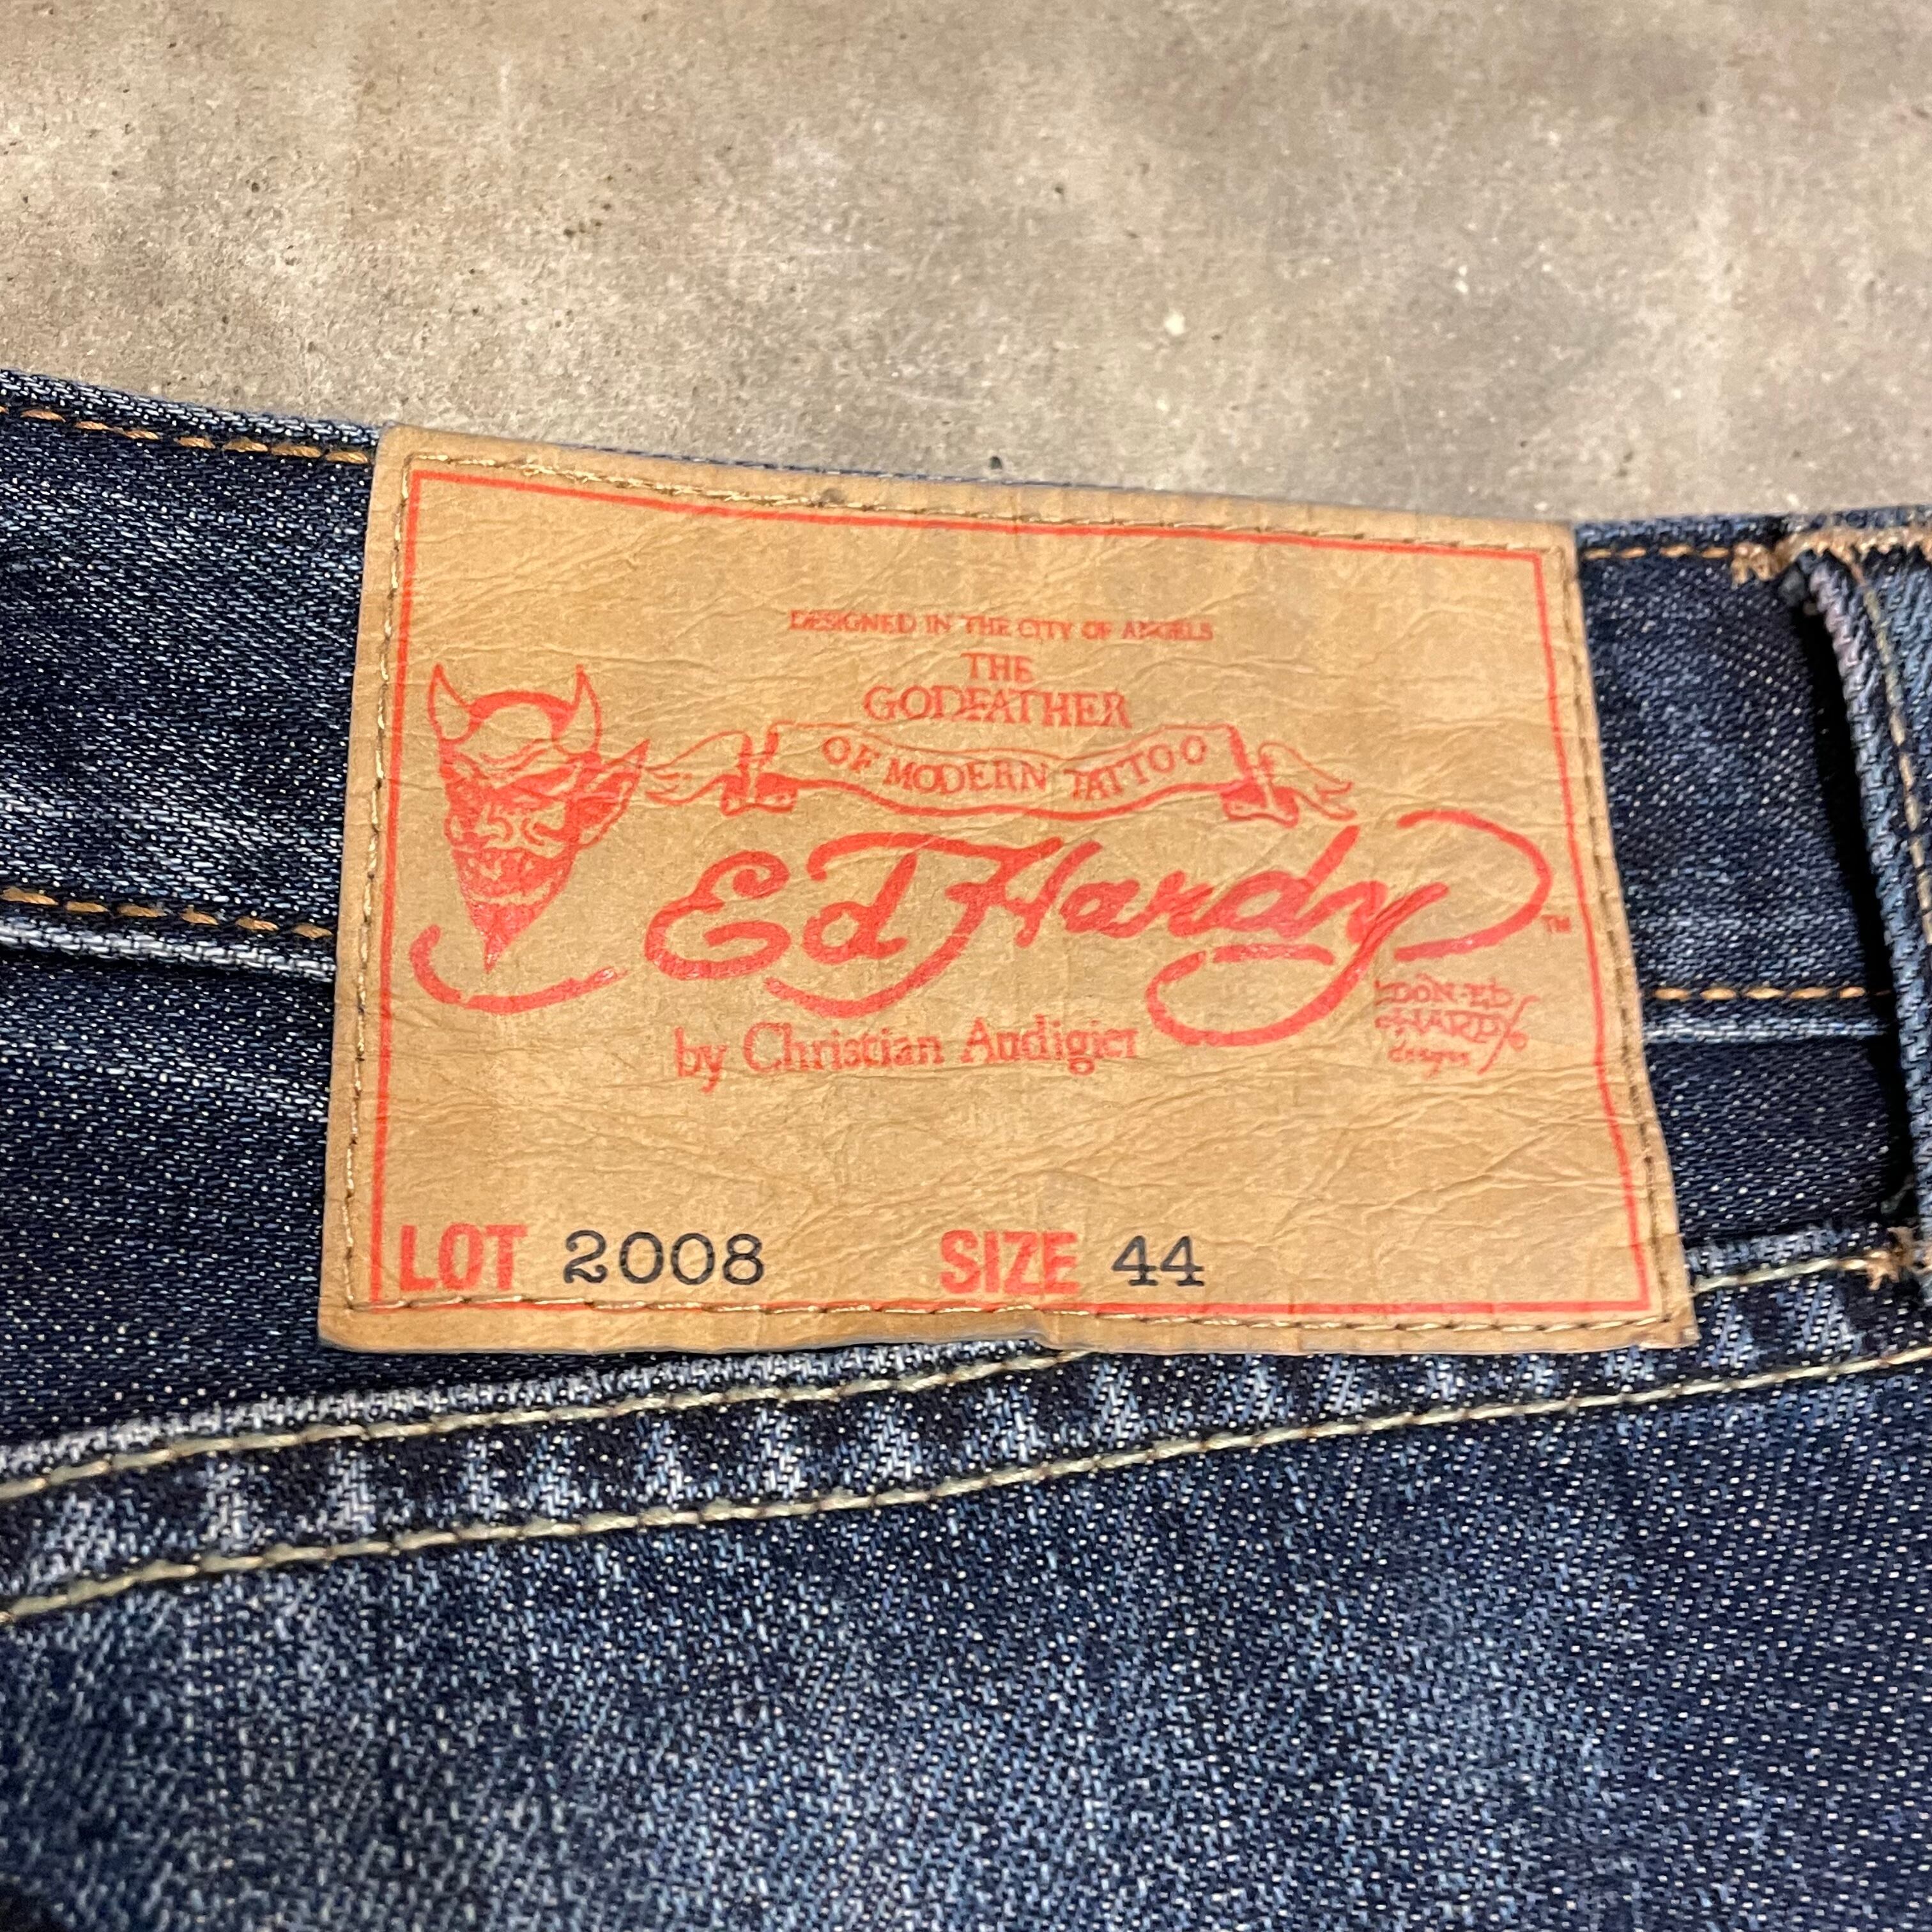 DESIGNED IN THE CITY OF ANGELS
THE
GODFATHER
OF MODERN TATTOO
Ed Hardy™
DON·ED
HARDY
designs
by Christian Audigier
LOT 2008 SIZE 44